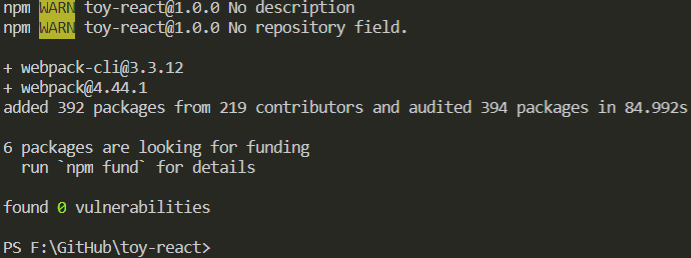 npm WARN toy-react@1.0.0 No description
npm WARN toy-react@1.0.0 No repository field.
+ webpack-cli@3.3.12
+ webpack@4.44.1
added 392 packages from 219 contributors and audited 394 packages in 84.992s
6 packages are looking for funding
  run `npm fund` for details
found 0 vulnerabilities
PS F:\GitHub\toy-react>